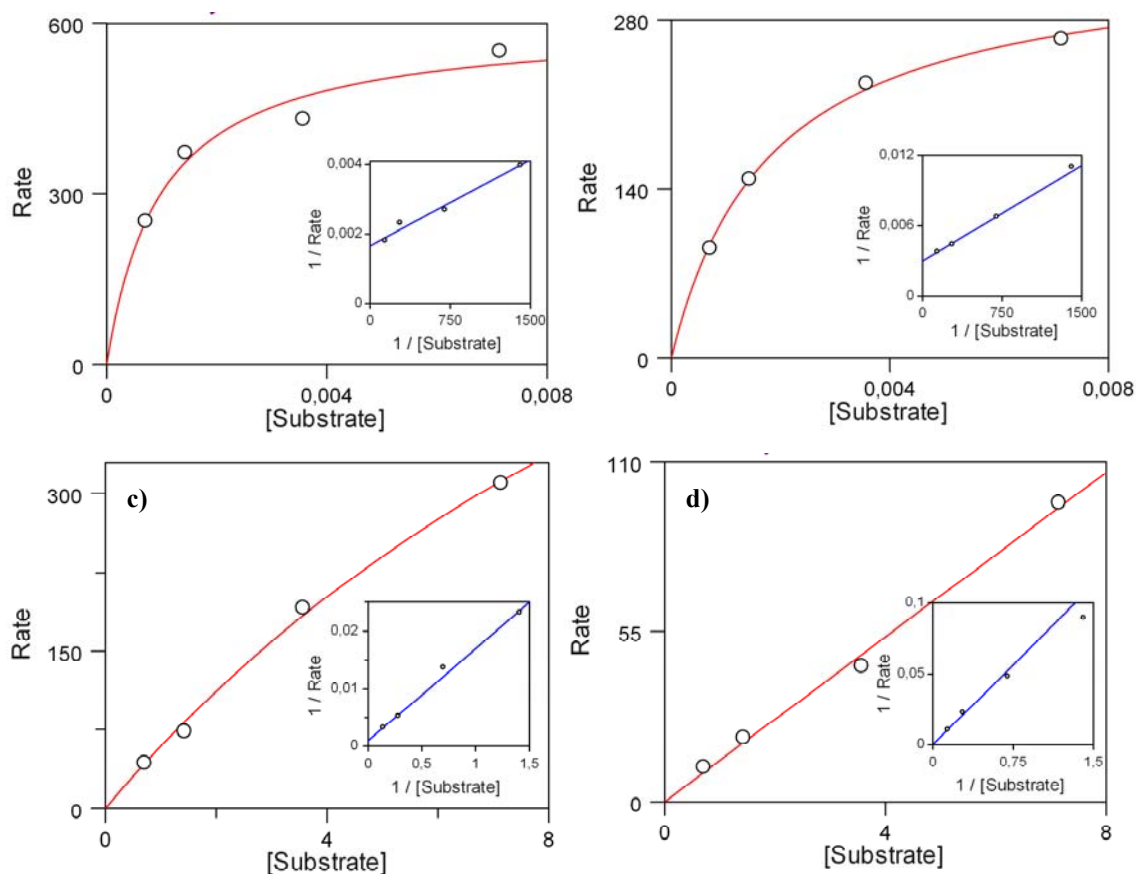 600
300
0
Rate
0
0,004
0,008
[Substrate]
0,004
0,002
0
1 / Rate
0
750
1500
1 / [Substrate]
280
140
0
Rate
0
0,004
0,008
[Substrate]
0,012
0,006
0
1 / Rate
0
750
1500
1 / [Substrate]
c)
300
150
0
Rate
0
4
8
[Substrate]
0,02
0,01
0
1 / Rate
0
0,5
1
1,5
1 / [Substrate]
d)
110
55
0
Rate
0
4
8
[Substrate]
0,1
0,05
0
1 / Rate
0
0,75
1,5
1 / [Substrate]